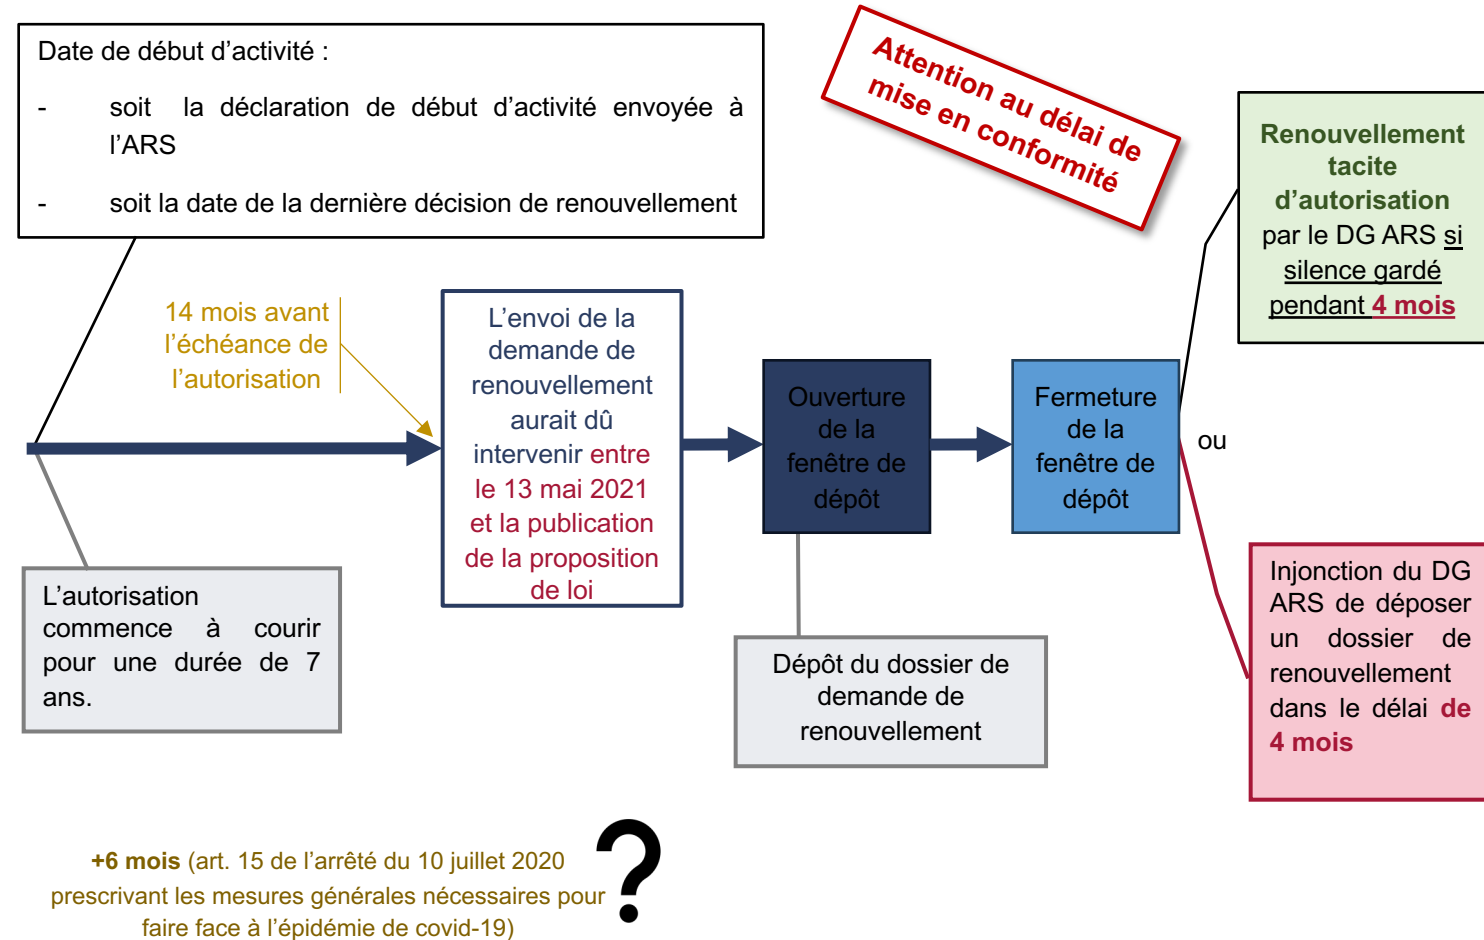 Date de début d’activité :
- soit la déclaration de début d’activité envoyée à
l’ARS
- soit la date de la dernière décision de renouvellement
Attention au délai de
mise en conformité
Renouvellement
tacite
d’autorisation
par le DG ARS si
silence gardé
pendant 4 mois
14 mois avant
l’échéance de
l’autorisation
L’envoi de la
demande de
renouvellement
aurait dû
intervenir entre
le 13 mai 2021
et la publication
de la proposition
de loi
Ouverture
de la
fenêtre de
dépôt
Fermeture
de la
fenêtre de
dépôt
ou
L’autorisation
commence à courir
pour une durée de 7
ans.
Dépôt du dossier de
demande de
renouvellement
Injonction du DG
ARS de déposer
un dossier de
renouvellement
dans le délai de
4 mois
+6 mois (art. 15 de l’arrêté du 10 juillet 2020
prescrivant les mesures générales nécessaires pour
faire face à l’épidémie de covid-19)
?